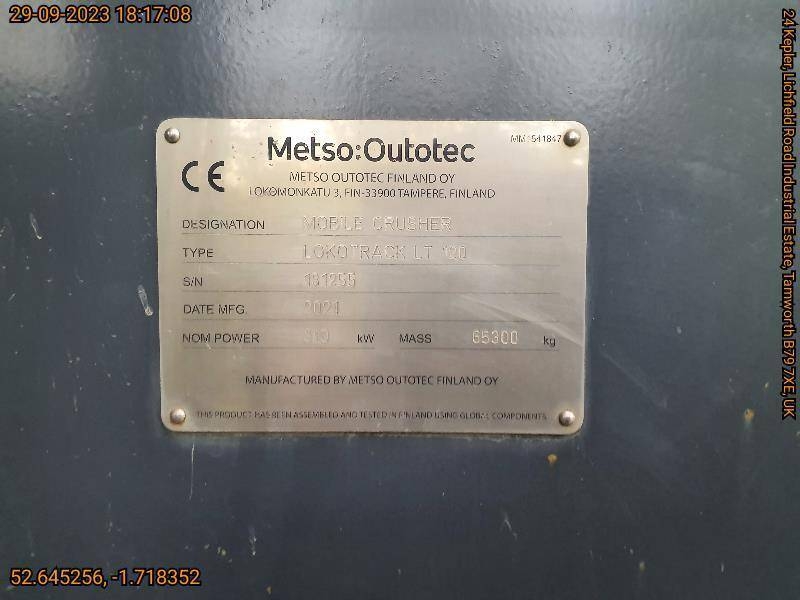 29-09-2023 18:17:08
24 Kepler, Lichfield Road Industrial Estate, Tamworth B79 7XE, UK
Metso:Outotec
CE
METSO OUTOTEC FINLAND OY
LOKOMONKATU 3, FIN-33900 TAMPERE, FINLAND
DESIGNATION MOBILE CRUSHER
TYPE LOKOTRACK LT 120
S/N
DATE MFG. 2021
NOM POWER kW MASS 65300 kg
MANUFACTURED BY METSO OUTOTEC FINLAND OY
THIS PRODUCT HAS BEEN ASSEMBLED AND TESTED IN FINLAND USING GLOBAL COMPONENTS
52.645256, -1.718352